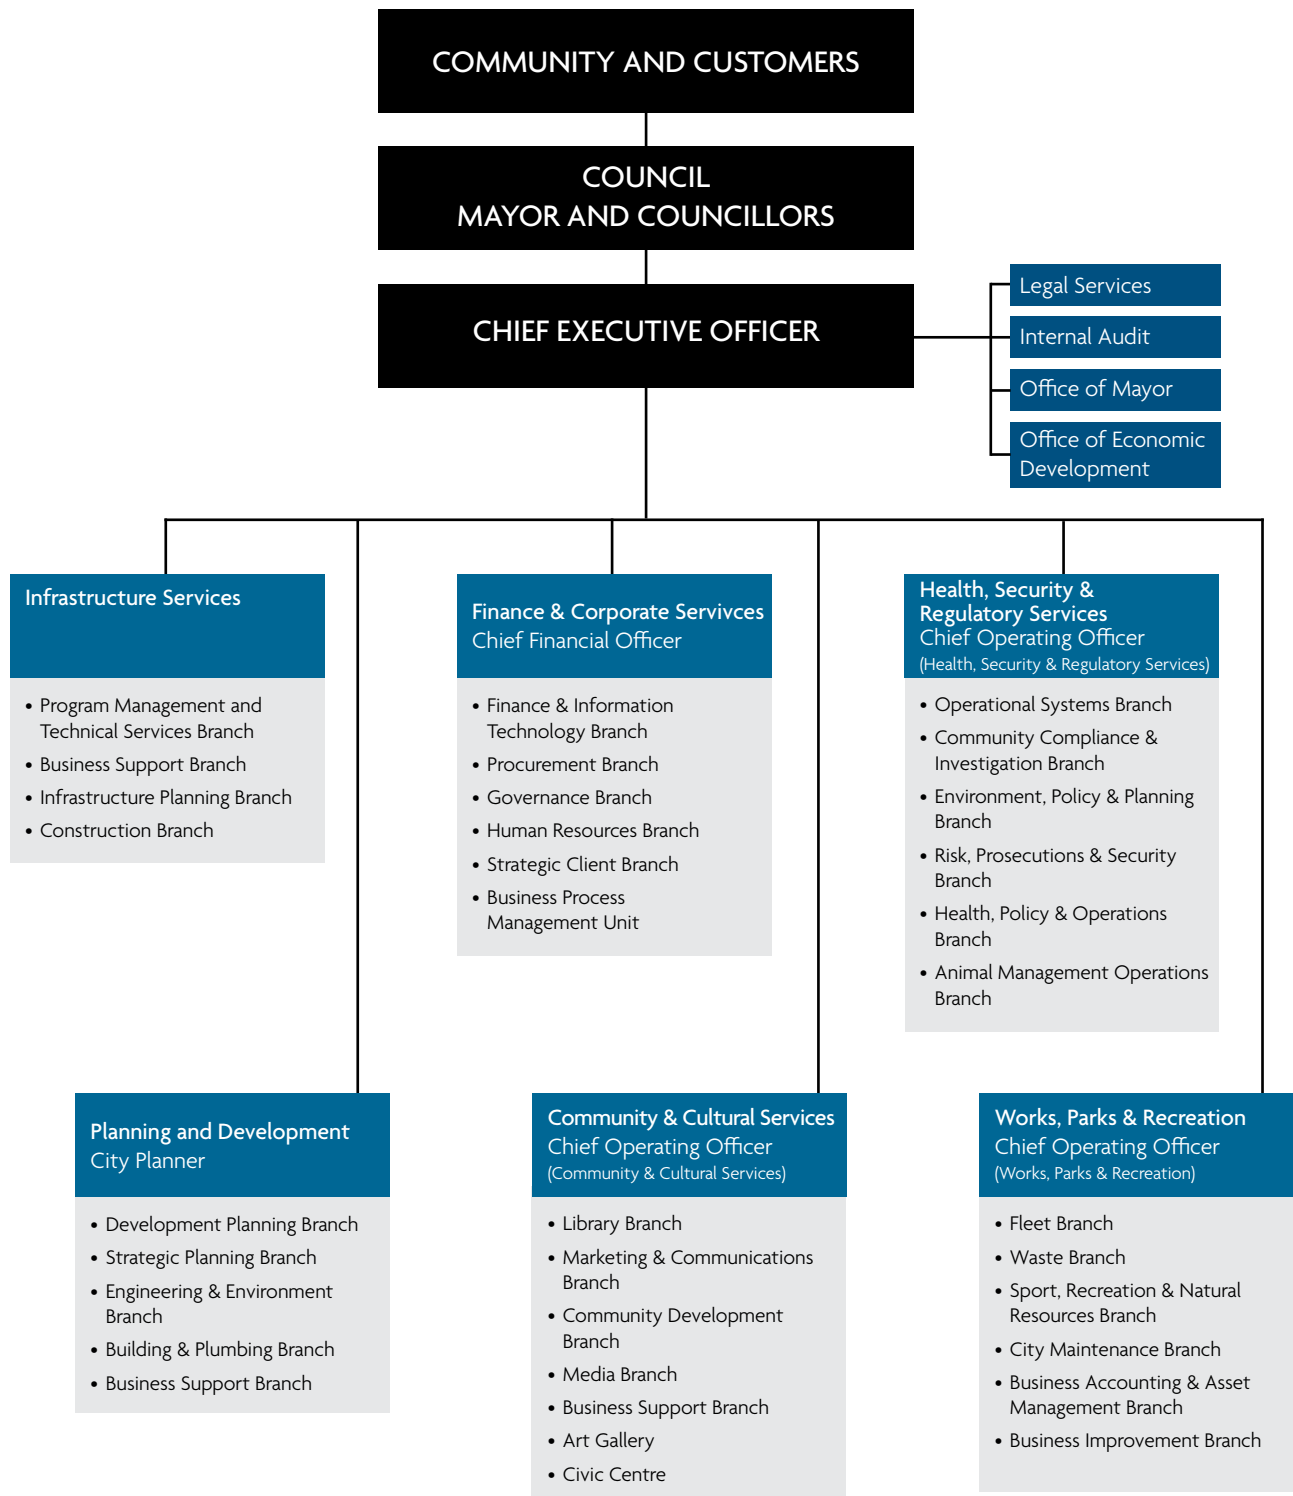 COMMUNITY AND CUSTOMERS
COUNCIL
MAYOR AND COUNCILLORS
CHIEF EXECUTIVE OFFICER
Legal Services
Internal Audit
Office of Mayor
Office of Economic
Development
Infrastructure Services
• Program Management and
Technical Services Branch
• Business Support Branch
• Infrastructure Planning Branch
• Construction Branch
Finance & Corporate Servivces
Chief Financial Officer
• Finance & Information
Technology Branch
• Procurement Branch
• Governance Branch
• Human Resources Branch
• Strategic Client Branch
• Business Process
Management Unit
Health, Security &
Regulatory Services
Chief Operating Officer
(Health, Security & Regulatory Services)
• Operational Systems Branch
• Community Compliance &
Investigation Branch
• Environment, Policy & Planning
Branch
• Risk, Prosecutions & Security
Branch
• Health, Policy & Operations
Branch
• Animal Management Operations
Branch
Planning and Development
City Planner
• Development Planning Branch
• Strategic Planning Branch
• Engineering & Environment
Branch
• Building & Plumbing Branch
• Business Support Branch
Community & Cultural Services
Chief Operating Officer
(Community & Cultural Services)
• Library Branch
• Marketing & Communications
Branch
• Community Development
Branch
• Media Branch
• Business Support Branch
• Art Gallery
• Civic Centre
Works, Parks & Recreation
Chief Operating Officer
(Works, Parks & Recreation)
• Fleet Branch
• Waste Branch
• Sport, Recreation & Natural
Resources Branch
• City Maintenance Branch
• Business Accounting & Asset
Management Branch
• Business Improvement Branch